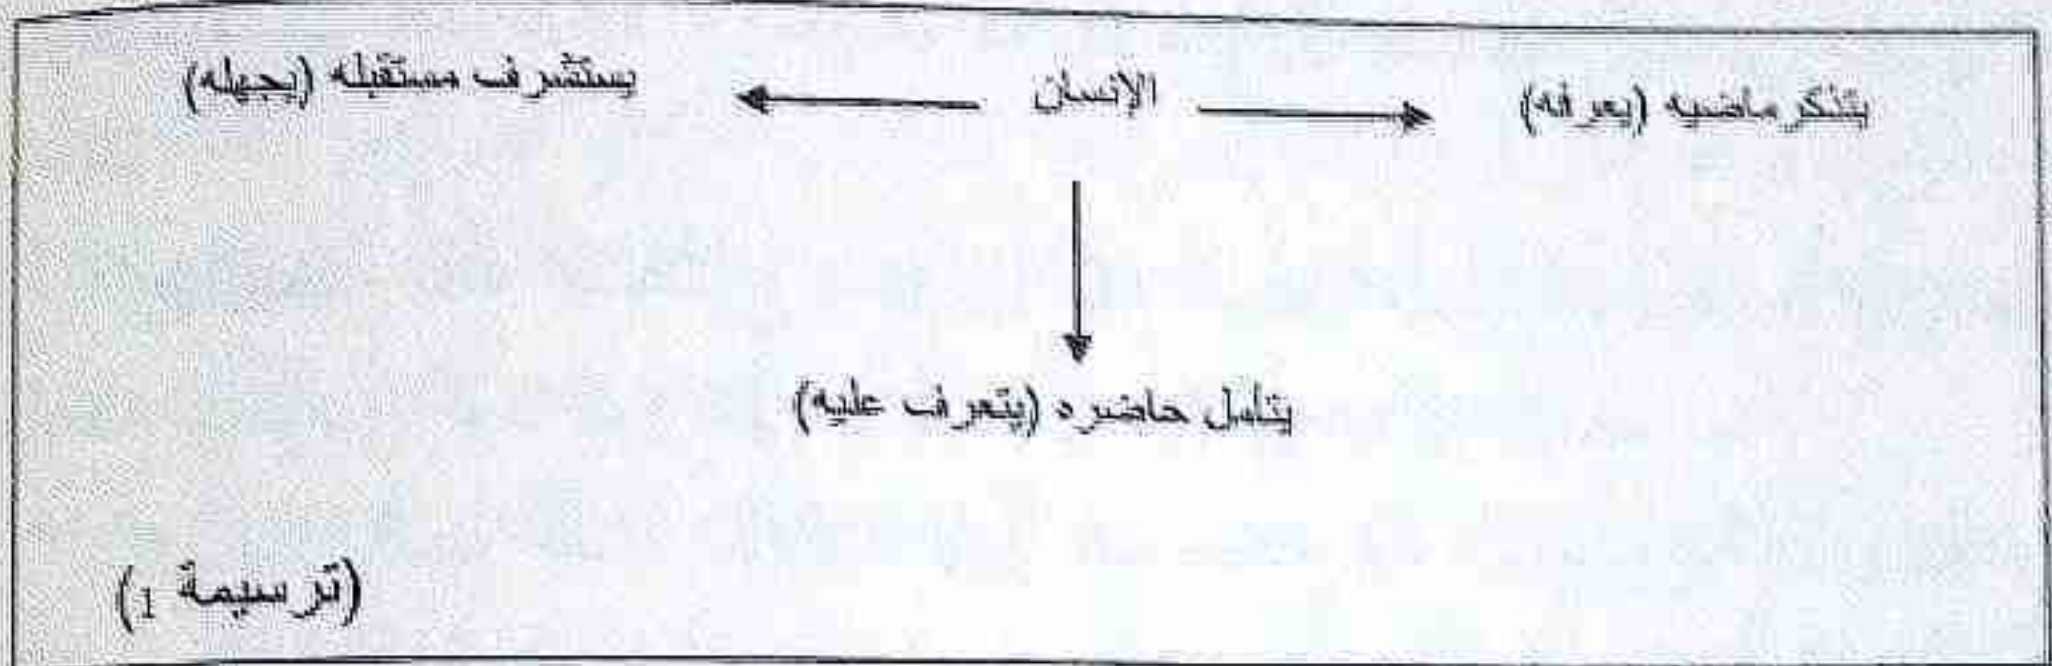 يتذكر ماضيه (يعرفه) الإنسان يستشرف مستقبله (يجهله)
يتأمل حاضره (يتعرف عليه)
(ترسيمة 1)